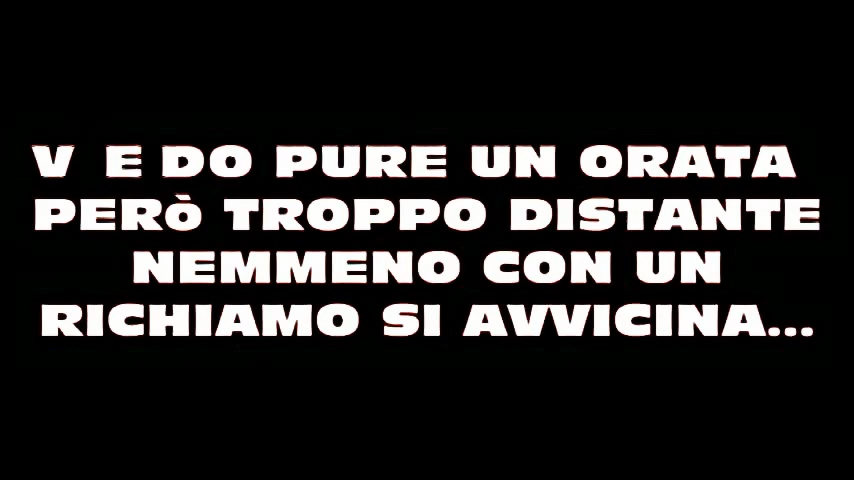 V E DO PURE UN ORATA
PERÒ TROPPO DISTANTE
NEMMENO CON UN
RICHIAMO SI AVVICINA...